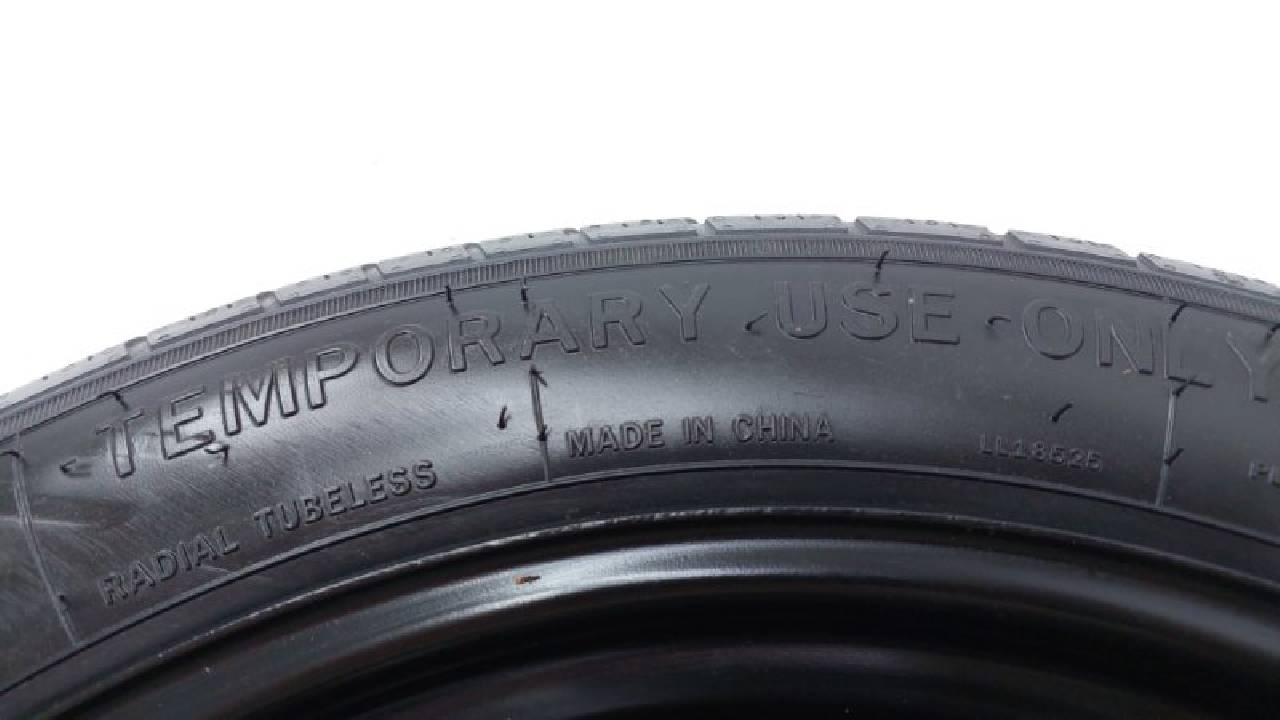 TEMPORARY USE ONLY
RADIAL TUBELESS
MADE IN CHINA
LL18525